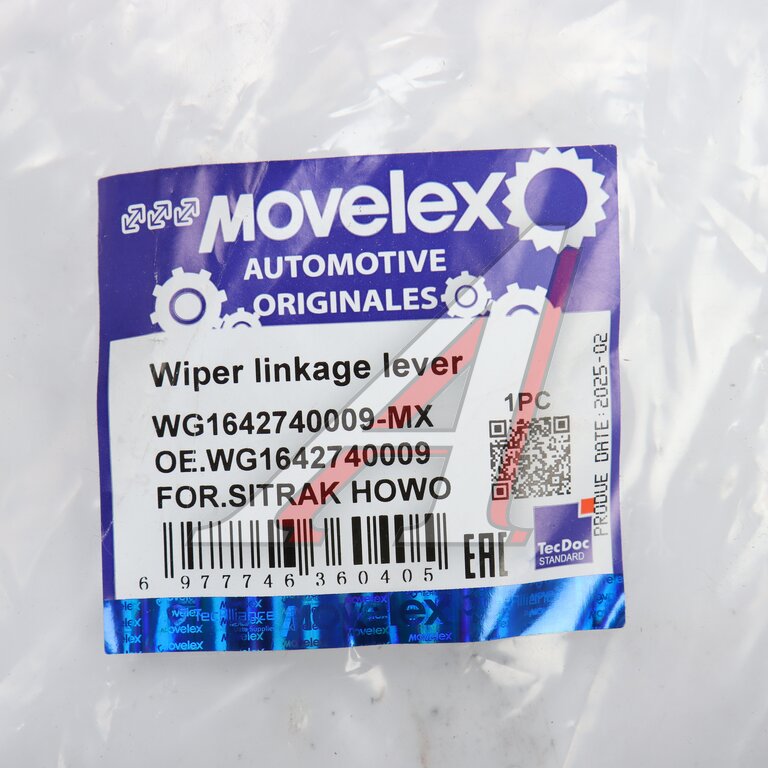 MOVELEX
AUTOMOTIVE
ORIGINALES
Wiper linkage lever
WG1642740009-MX
OE.WG1642740009
FOR.SITRAK HOWO
1PC
PRODUE DATE: 2025-02
6 977746 360405
EAC
TecDoc
STANDARD
Movelex